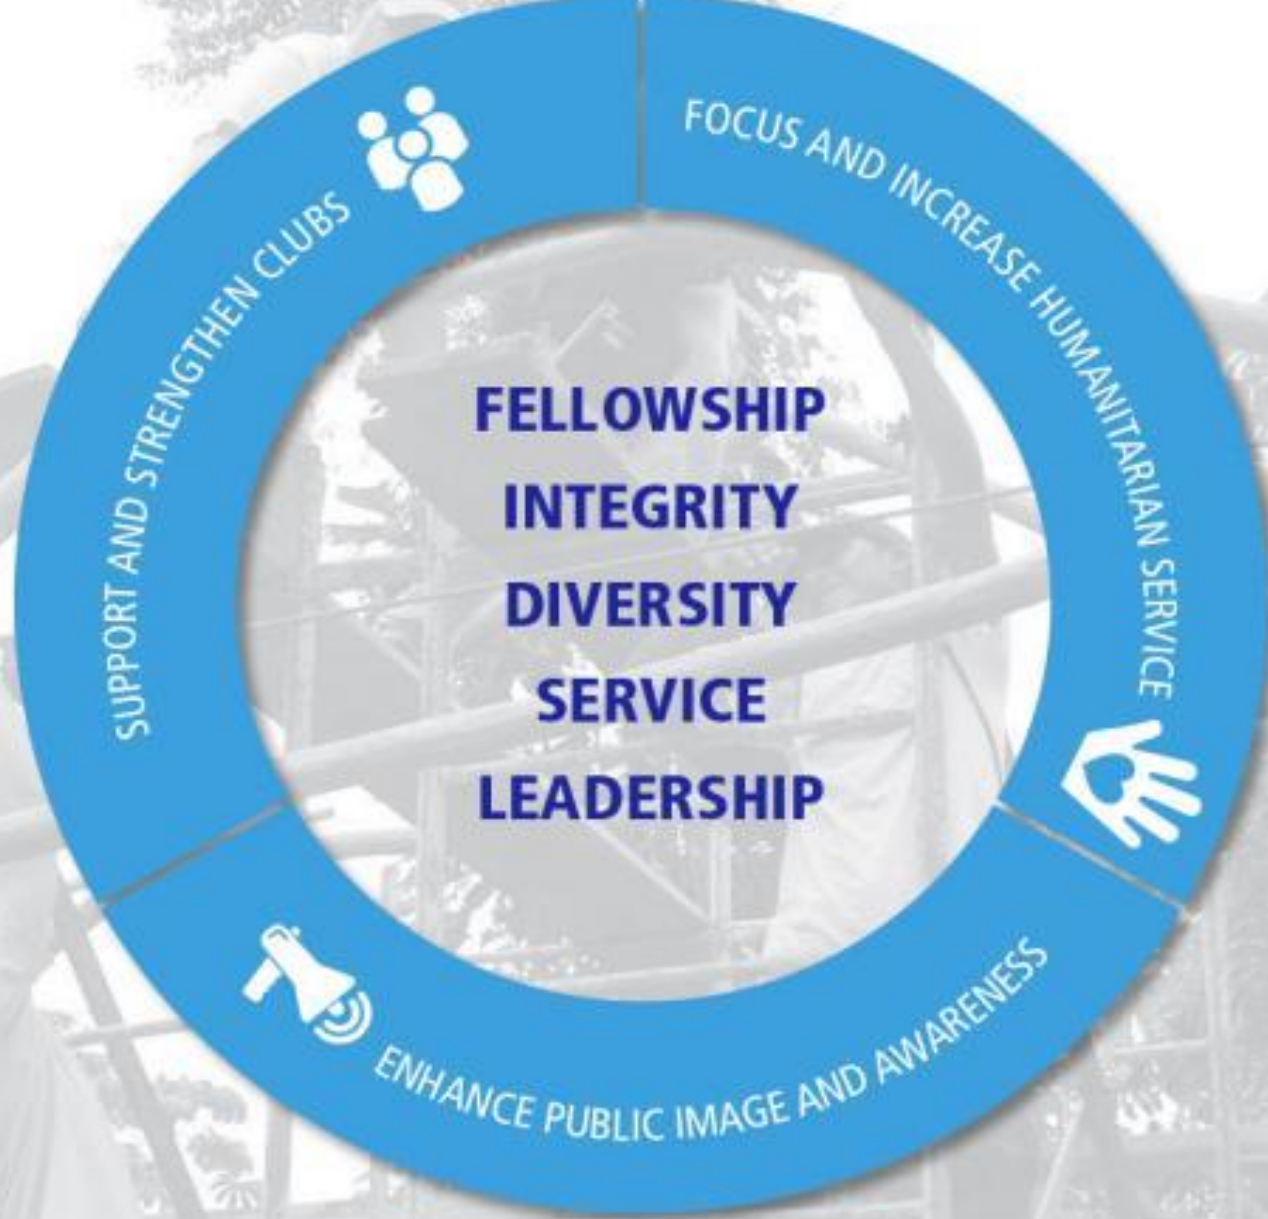 SUPPORT AND STRENGTHEN CLUBS
FOCUS AND INCREASE HUMANITARIAN SERVICE
FELLOWSHIP
INTEGRITY
DIVERSITY
SERVICE
LEADERSHIP
ENHANCE PUBLIC IMAGE AND AWARENESS